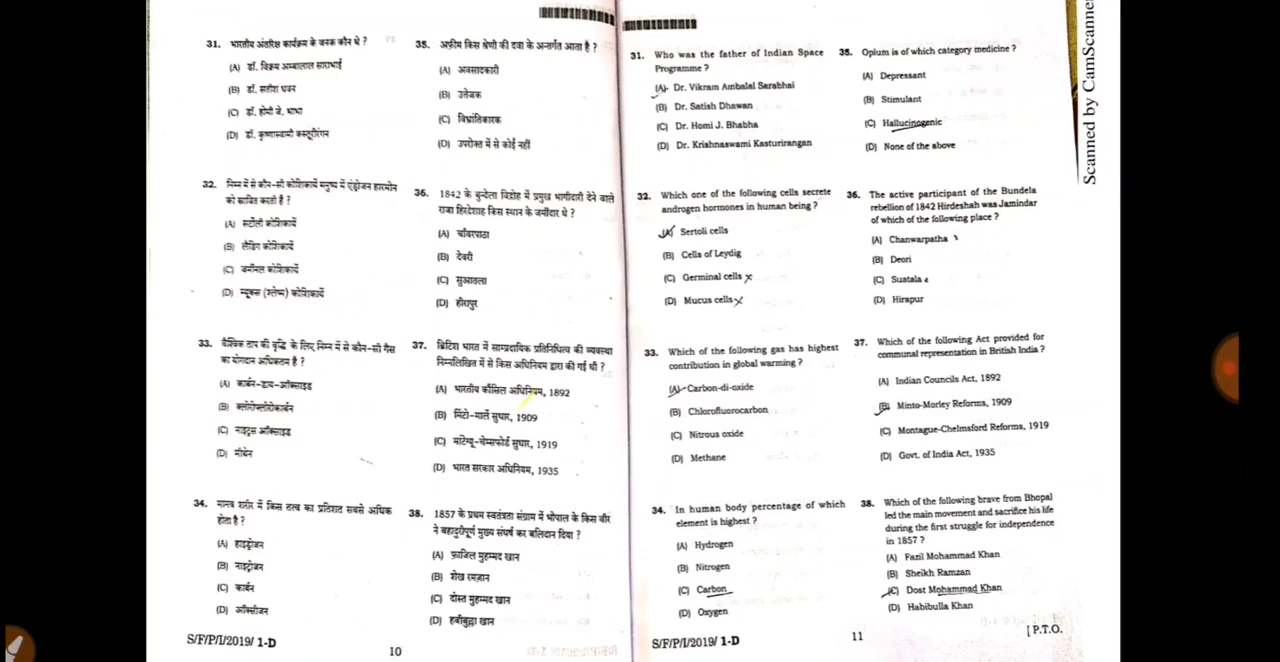 31. भारतीय अंतरिक्ष कार्यक्रम के जनक कौन थे ?
(A) डॉ. विक्रम अम्बालाल साराभाई
(B) डॉ. सतीश धवन
(C) डॉ. होमी जे. भाभा
(D) डॉ. कृष्णास्वामी कस्तूरीरंगन
32. निम्न में से कौन-सी कोशिकायें मनुष्य में एंड्रोजन हारमोन
को स्रावित करती है ?
(A) सर्टोली कोशिकायें
(B) लैडिग कोशिकायें
(C) जर्मीनल कोशिकायें
(D) म्यूकस (श्लेष्म) कोशिकायें
33. वैश्विक ताप की वृद्धि के लिए निम्न में से कौन-सी गैस
का योगदान अधिकतम है ?
(A) कार्बन-डाय-ऑक्साइड
(B) क्लोरोफ्लोरोकार्बन
(C) नाइट्रस ऑक्साइड
(D) मीथेन
34. मानव शरीर में किस तत्व का प्रतिशत सबसे अधिक
होता है ?
(A) हाइड्रोजन
(B) नाइट्रोजन
(C) कार्बन
(D) ऑक्सीजन
S/F/P/I/2019/ 1-D
35. अफ़ीम किस श्रेणी की दवा के अन्तर्गत आता है ?
(A) अवसादकारी
(B) उत्तेजक
(C) विभ्रांतिकारक
(D) उपरोक्त में से कोई नहीं
36. 1842 के बुन्देला विद्रोह में प्रमुख भागीदारी देने वाले
राजा हिरदेशाह किस स्थान के जमींदार थे ?
(A) चाँवरपाठा
(B) देवरी
(C) सुआतला
(D) हीरापुर
37. ब्रिटिश भारत में साम्प्रदायिक प्रतिनिधित्व की व्यवस्था
निम्नलिखित में से किस अधिनियम द्वारा की गई थी ?
(A) भारतीय कौंसिल अधिनियम, 1892
(B) मिंटो-मार्ले सुधार, 1909
(C) माटेग्यू-चेम्सफोर्ड सुधार, 1919
(D) भारत सरकार अधिनियम, 1935
38. 1857 के प्रथम स्वतंत्रता संग्राम में भोपाल के किस वीर
ने बहादुरीपूर्ण मुख्य संघर्ष का बलिदान दिया ?
(A) फ़ाजिल मुहम्मद खान
(B) शेख रमज़ान
(C) दोस्त मुहम्मद खान
(D) हबीबुल्ला खान
10
31. Who was the father of Indian Space
Programme ?
(A) Dr. Vikram Ambalal Sarabhai
(B) Dr. Satish Dhawan
(C) Dr. Homi J. Bhabha
(D) Dr. Krishnaswami Kasturirangan
32. Which one of the following cells secrete
androgen hormones in human being ?
(A) Sertoli cells
(B) Cells of Leydig
(C) Germinal cells
(D) Mucus cells
33. Which of the following gas has highest
contribution in global warming ?
(A) Carbon-di-oxide
(B) Chlorofluorocarbon
(C) Nitrous oxide
(D) Methane
34. In human body percentage of which
element is highest ?
(A) Hydrogen
(B) Nitrogen
(C) Carbon
(D) Oxygen
S/F/P/I/2019/ 1-D
35. Opium is of which category medicine ?
(A) Depressant
(B) Stimulant
(C) Hallucinogenic
(D) None of the above
36. The active participant of the Bundela
rebellion of 1842 Hirdeshah was Jamindar
of which of the following place ?
(A) Chanwarpatha
(B) Deori
(C) Suatala
(D) Hirapur
37. Which of the following Act provided for
communal representation in British India ?
(A) Indian Councils Act, 1892
(B) Minto-Morley Reforms, 1909
(C) Montague-Chelmsford Reforms, 1919
(D) Govt. of India Act, 1935
38. Which of the following brave from Bhopal
led the main movement and sacrifice his life
during the first struggle for independence
in 1857 ?
(A) Fazil Mohammad Khan
(B) Sheikh Ramzan
(C) Dost Mohammad Khan
(D) Habibulla Khan
11
[ P.T.O.
Scanned by CamScanner